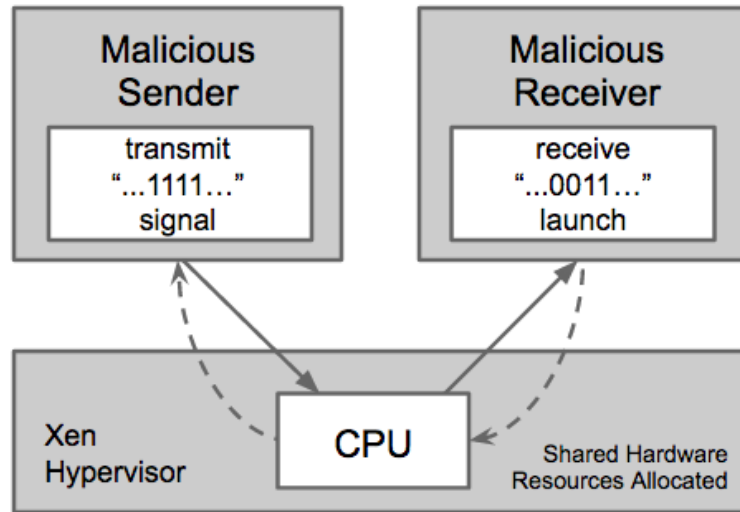 Malicious
Sender
transmit
“...1111...”
signal
Malicious
Receiver
receive
“...0011...”
launch
Xen
Hypervisor
CPU
Shared Hardware
Resources Allocated